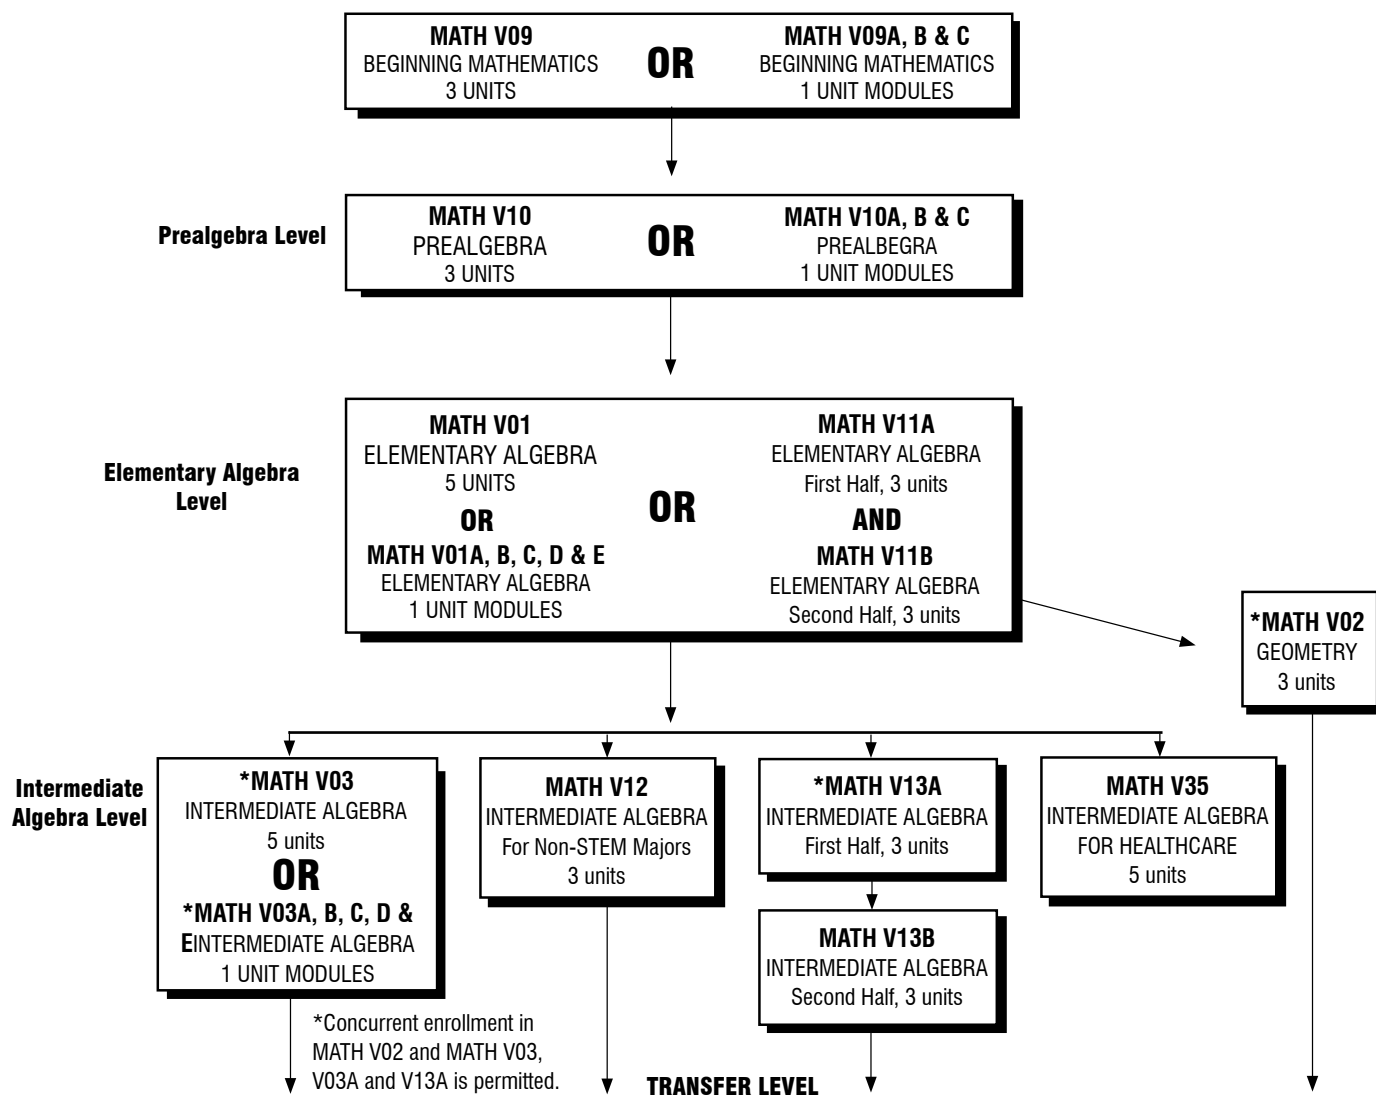 MATH V09
BEGINNING MATHEMATICS
3 UNITS
OR
MATH V09A, B & C
BEGINNING MATHEMATICS
1 UNIT MODULES
Prealgebra Level
MATH V10
PREALGEBRA
3 UNITS
OR
MATH V10A, B & C
PREALBEGRA
1 UNIT MODULES
Elementary Algebra
Level
MATH V01
ELEMENTARY ALGEBRA
5 UNITS
OR
MATH V01A, B, C, D & E
ELEMENTARY ALGEBRA
1 UNIT MODULES
OR
MATH V11A
ELEMENTARY ALGEBRA
First Half, 3 units
AND
MATH V11B
ELEMENTARY ALGEBRA
Second Half, 3 units
*MATH V02
GEOMETRY
3 units
Intermediate
Algebra Level
*MATH V03
INTERMEDIATE ALGEBRA
5 units
OR
*MATH V03A, B, C, D &
EINTERMEDIATE ALGEBRA
1 UNIT MODULES
MATH V12
INTERMEDIATE ALGEBRA
For Non-STEM Majors
3 units
*MATH V13A
INTERMEDIATE ALGEBRA
First Half, 3 units
MATH V13B
INTERMEDIATE ALGEBRA
Second Half, 3 units
MATH V35
INTERMEDIATE ALGEBRA
FOR HEALTHCARE
5 units
*Concurrent enrollment in
MATH V02 and MATH V03,
V03A and V13A is permitted.
TRANSFER LEVEL